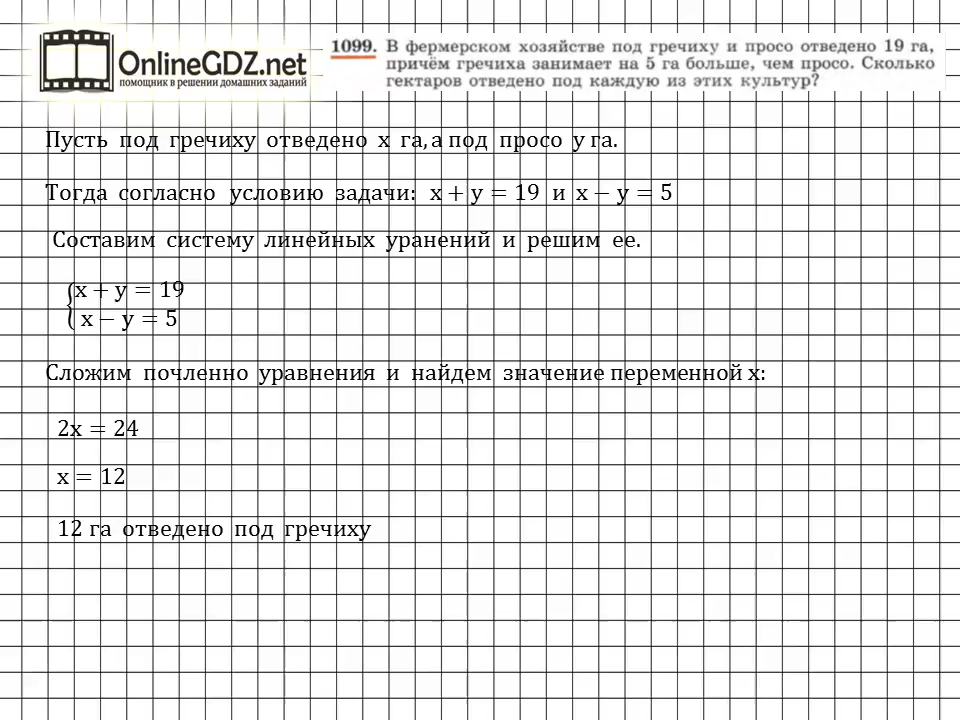 OnlineGDZ.net
помощник в решении домашних заданий
1099. В фермерском хозяйстве под гречиху и просо отведено 19 га,
причём гречиха занимает на 5 га больше, чем просо. Сколько
гектаров отведено под каждую из этих культур?
Пусть под гречиху отведено x га, а под просо y га.
Тогда согласно условию задачи: x + y = 19 и x − y = 5
Составим систему линейных уранений и решим ее.
{x + y = 19
x − y = 5
Сложим почленно уравнения и найдем значение переменной x:
2x = 24
x = 12
12 га отведено под гречиху